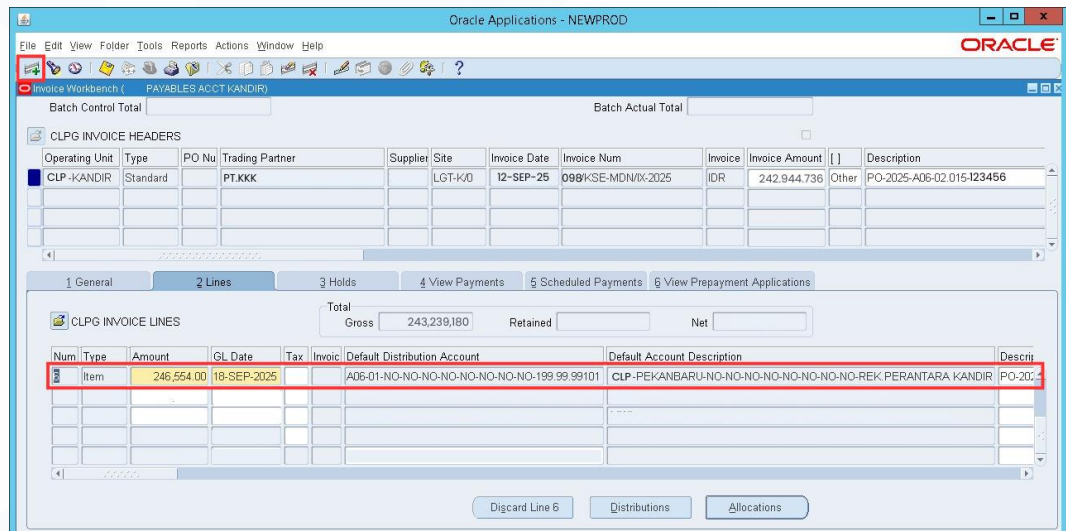 Oracle Applications - NEWPROD
File Edit View Folder Tools Reports Actions Window Help
ORACLE
Invoice Workbench ( PAYABLES ACCT KANDIR)
Batch Control Total
Batch Actual Total
CLPG INVOICE HEADERS
Operating Unit Type PO Nu Trading Partner Supplier Site Invoice Date Invoice Num Invoice Invoice Amount [ ] Description
CLP-KANDIR Standard PT.KKK LGT-K/0 12-SEP-25 098/KSE-MDN/IX-2025 IDR 242.944.736 Other PO-2025-A06-02.015-123456
1 General 2 Lines 3 Holds 4 View Payments 5 Scheduled Payments 6 View Prepayment Applications
CLPG INVOICE LINES
Total
Gross 243,239,180 Retained Net
Num Type Amount GL Date Tax Invoic Default Distribution Account Default Account Description Descrip
6 Item 246,554.00 18-SEP-2025 A06-01-NO-NO-NO-NO-NO-NO-NO-199.99.99101 CLP-PEKANBARU-NO-NO-NO-NO-NO-NO-NO-REK.PERANTARA KANDIR PO-202
Discard Line 6 Distributions Allocations